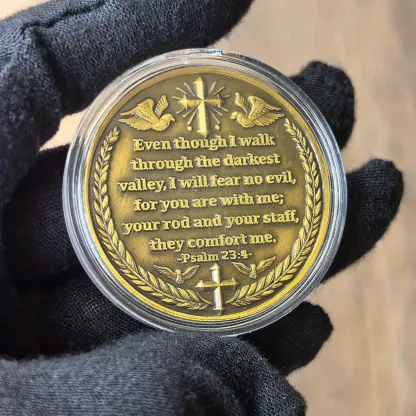 Even though I walk
through the darkest
valley, I will fear no evil,
for you are with me;
your rod and your staff,
they comfort me.
-Psalm 23:4-